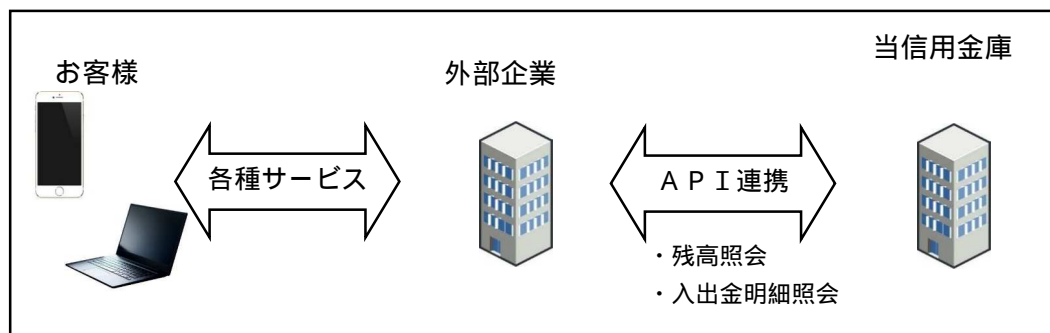 お客様
外部企業
当信用金庫
各種サービス
ＡＰＩ連携
・残高照会
・入出金明細照会